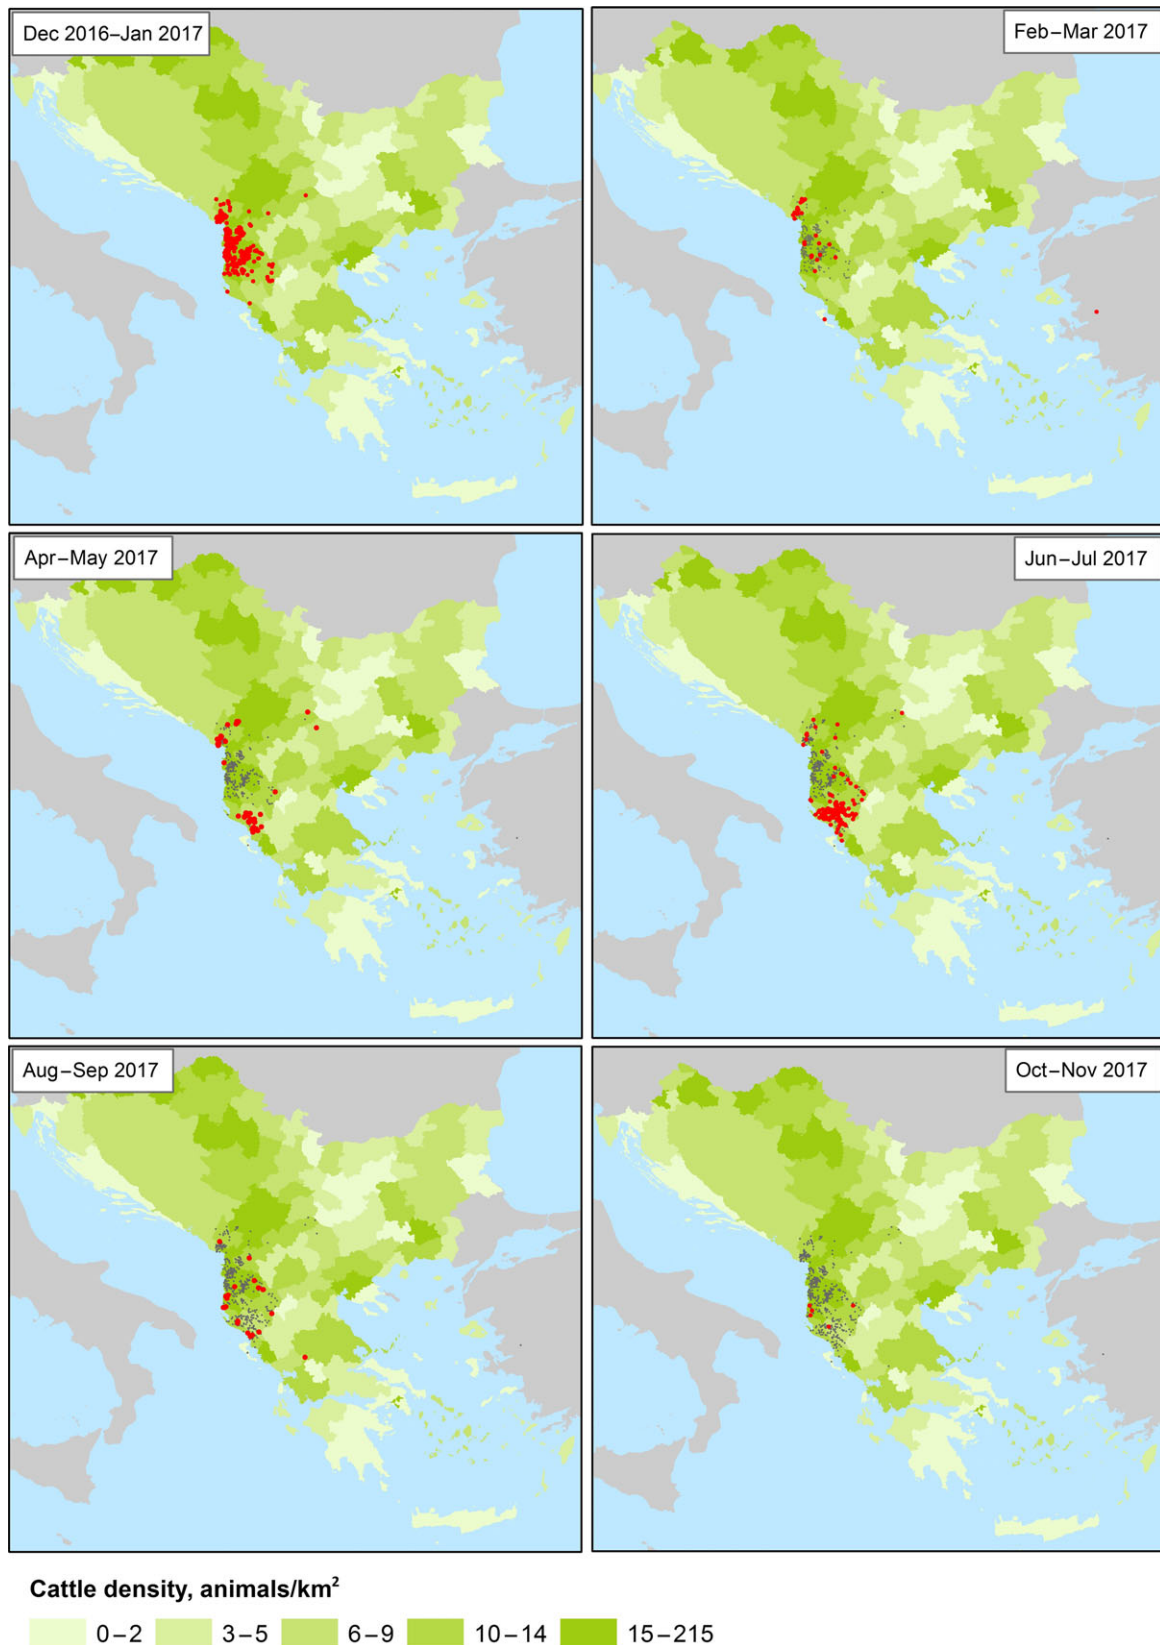 Dec 2016–Jan 2017
Feb–Mar 2017
Apr–May 2017
Jun–Jul 2017
Aug–Sep 2017
Oct–Nov 2017
Cattle density, animals/km²
0–2 3–5 6–9 10–14 15–215